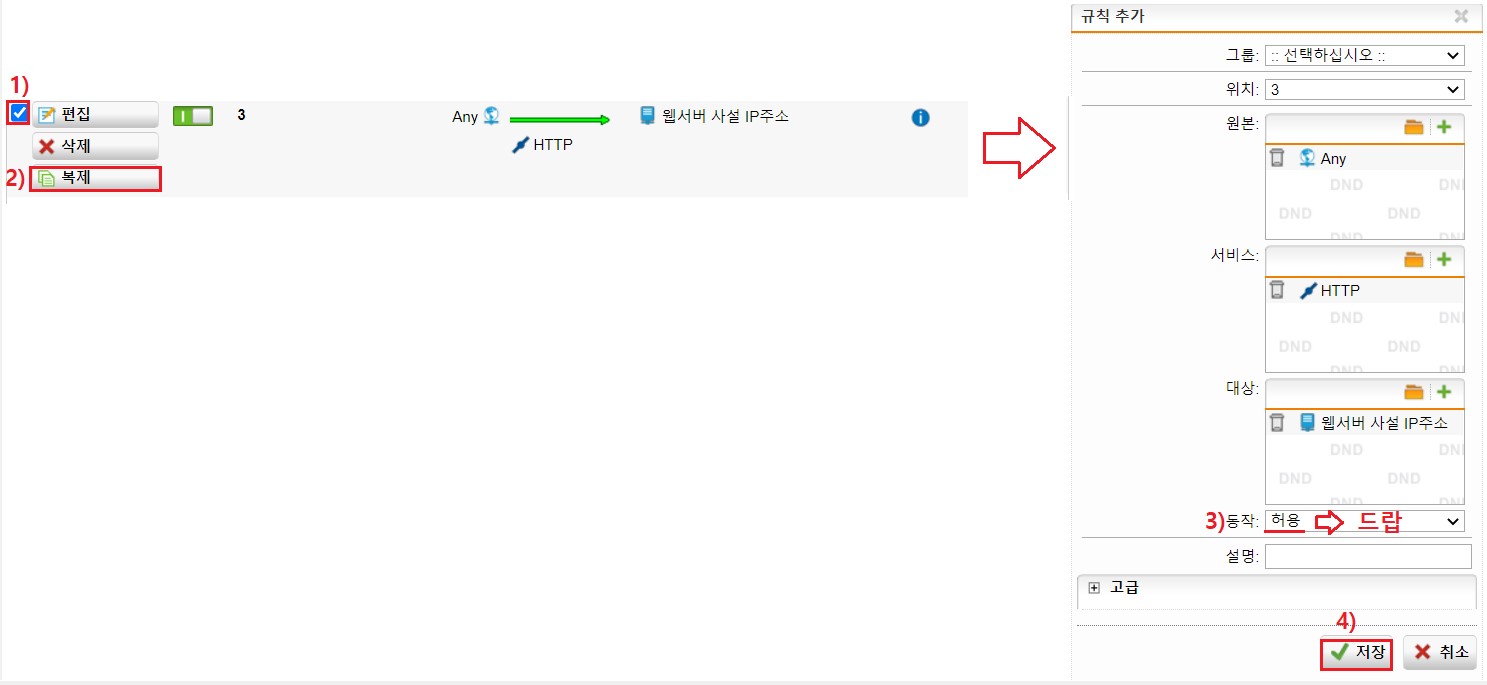 1)
편집
3
Any
웹서버 사설 IP주소
삭제
HTTP
2)
복제
규칙 추가
그룹:
:: 선택하십시오 ::
위치:
3
원본:
Any
DND DND
DND DND
DND DND
서비스:
HTTP
DND DND
DND DND
DND DND
대상:
웹서버 사설 IP주소
DND DND
DND DND
DND DND
3)
동작:
허용
드랍
설명:
고급
4)
저장
취소